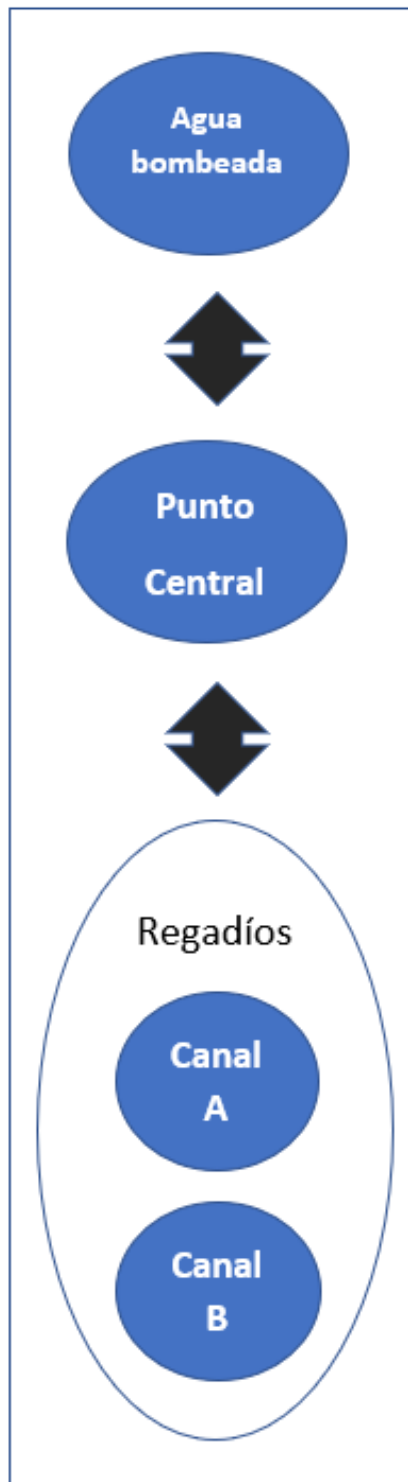 Agua
bombeada
Punto
Central
Regadíos
Canal
A
Canal
B